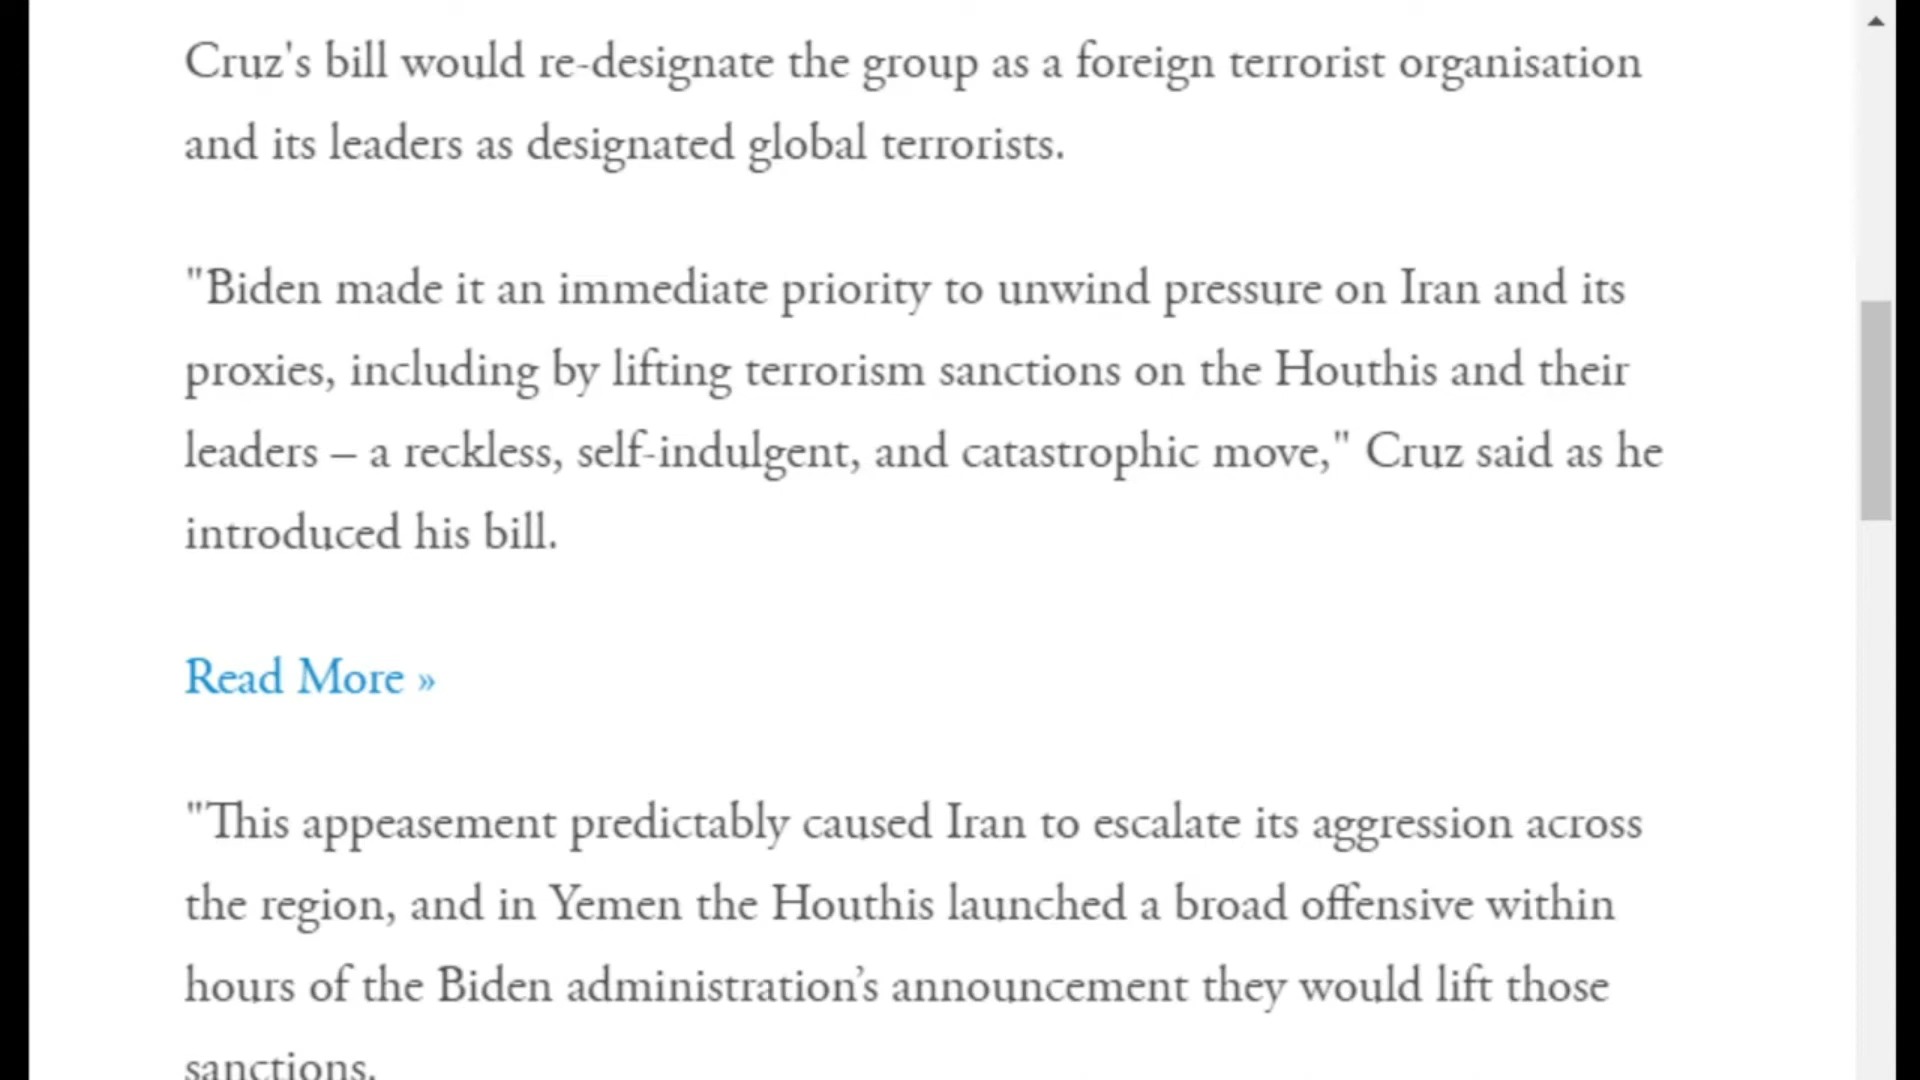 Cruz's bill would re-designate the group as a foreign terrorist organisation
and its leaders as designated global terrorists.
"Biden made it an immediate priority to unwind pressure on Iran and its
proxies, including by lifting terrorism sanctions on the Houthis and their
leaders – a reckless, self-indulgent, and catastrophic move," Cruz said as he
introduced his bill.
Read More »
"This appeasement predictably caused Iran to escalate its aggression across
the region, and in Yemen the Houthis launched a broad offensive within
hours of the Biden administration’s announcement they would lift those
sanctions.